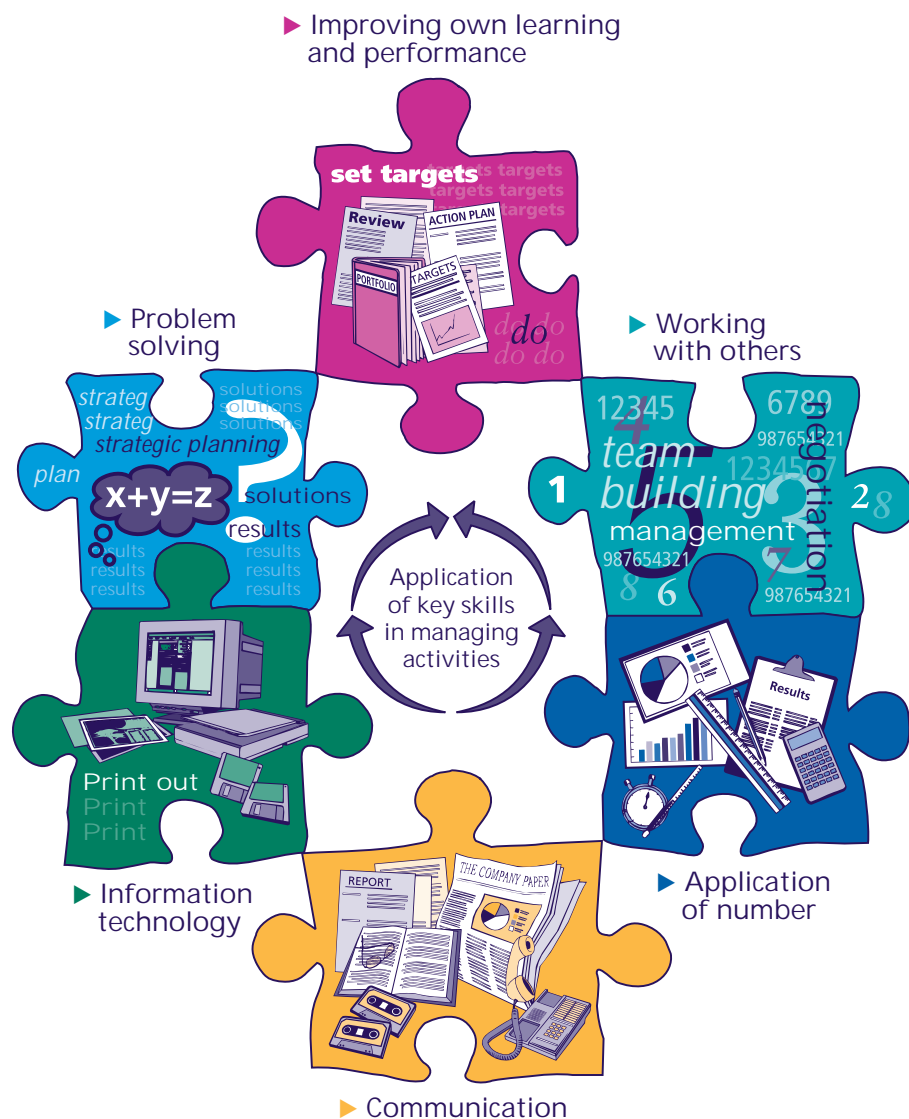 Improving own learning
and performance
set targets
targets targets
targets targets
targets targets
Review
ACTION PLAN
PORTFOLIO
TARGETS
do do
do
do do
Problem
solving
Working
with others
strateg
strateg
strategic planning
plan
solutions
solutions
solutions
?
x+y=z
solutions
results
results
results
results
results
results
results
12345
4
6789
987654321
team
building
1234567
negotiation
1
5
3
2
8
management
987654321
7
8
6
987654321
Application
of key skills
in managing
activities
Print out
Print
Print
Results
Information
technology
Application
of number
REPORT
THE COMPANY PAPER
Communication